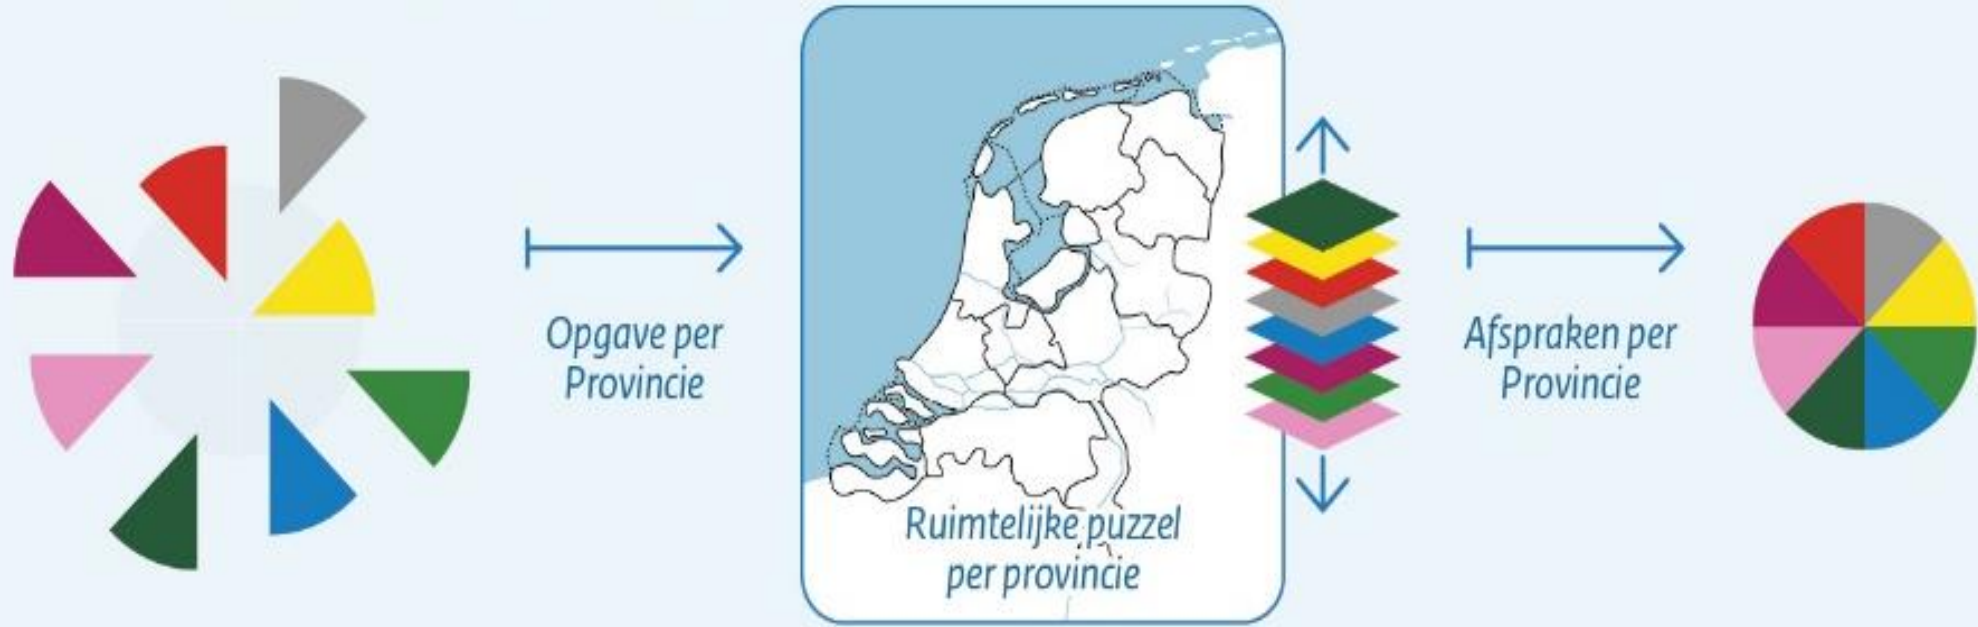 Opgave per
Provincie
Ruimtelijke puzzel
per provincie
Afspraken per
Provincie